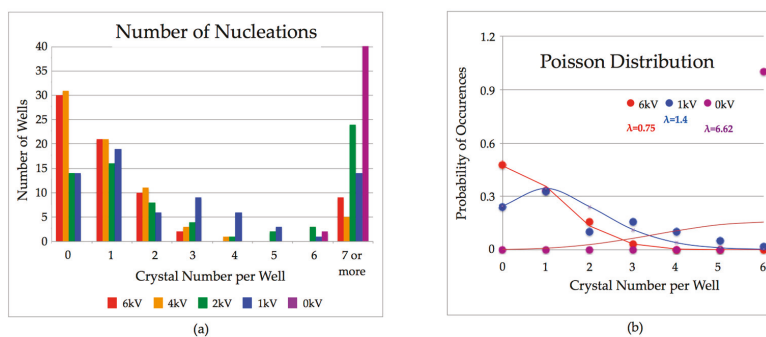 Number of Nucleations
Number of Wells
40
35
30
25
20
15
10
5
0
0 1 2 3 4 5 6 7 or more
Crystal Number per Well
6kV 4kV 2kV 1kV 0kV
(a)
Poisson Distribution
Probability of Occurences
1.2
0.9
0.6
0.3
0
6kV 1kV 0kV
λ=0.75 λ=1.4 λ=6.62
0 1 2 3 4 5 6
Crystal Number per Well
(b)